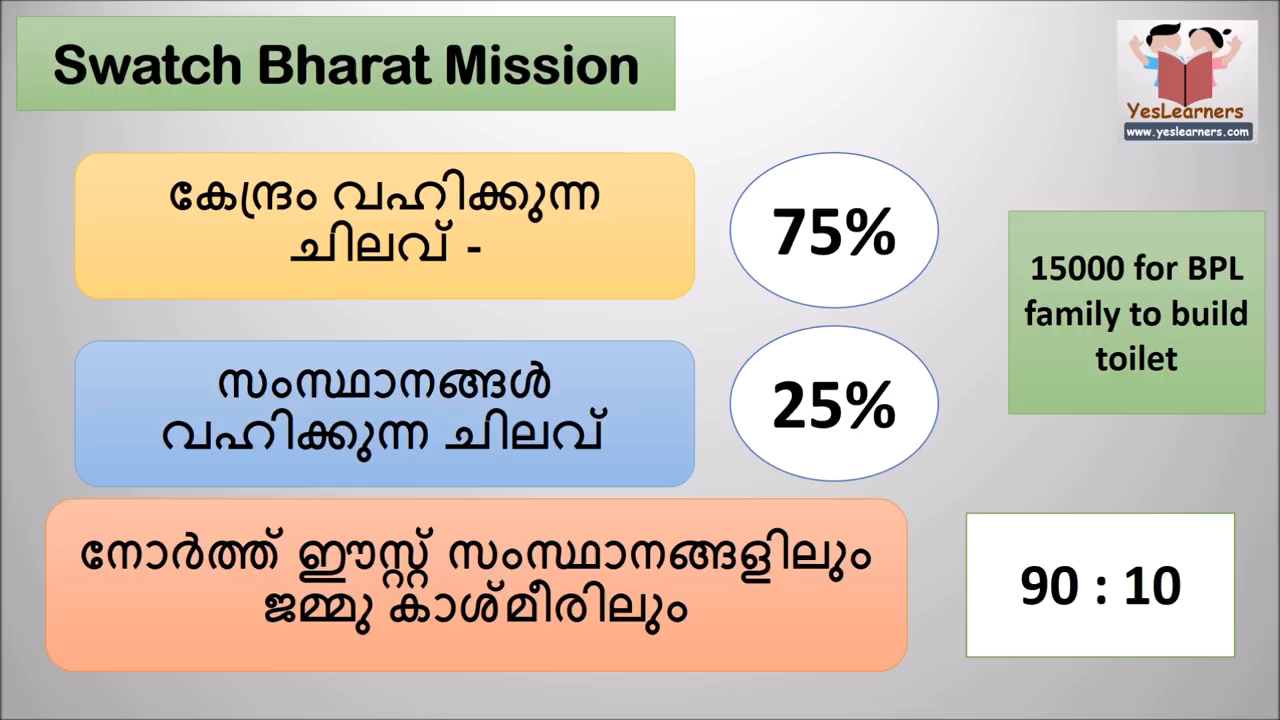 Swatch Bharat Mission
YesLearners
www.yeslearners.com
കേന്ദ്രം വഹിക്കുന്ന
ചിലവ് -
75%
15000 for BPL
family to build
toilet
സംസ്ഥാനങ്ങൾ
വഹിക്കുന്ന ചിലവ്
25%
നോർത്ത് ഈസ്റ്റ് സംസ്ഥാനങ്ങളിലും
ജമ്മു കാശ്മീരിലും
90 : 10